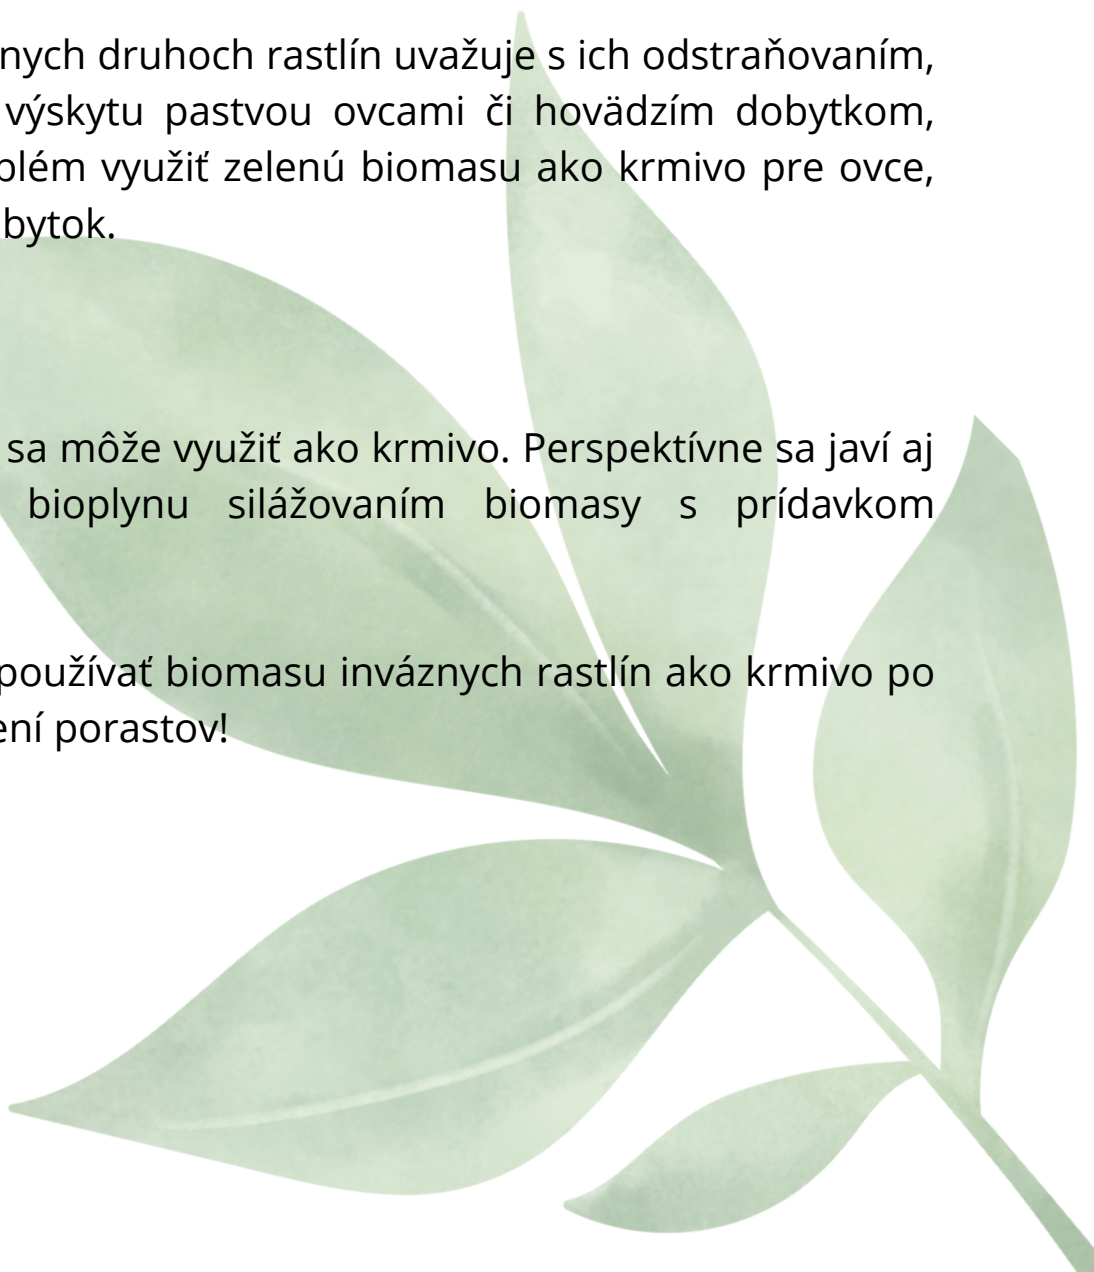 nych druhoch rastlín uvažuje s ich odstraňovaním,
výskytu pastvou ovcami či hovädzím dobytkom,
blém využiť zelenú biomasu ako krmivo pre ovce,
bytok.
sa môže využiť ako krmivo. Perspektívne sa javí aj
bioplynu silážovaním biomasy s prídavkom
používať biomasu inváznych rastlín ako krmivo po
ení porastov!